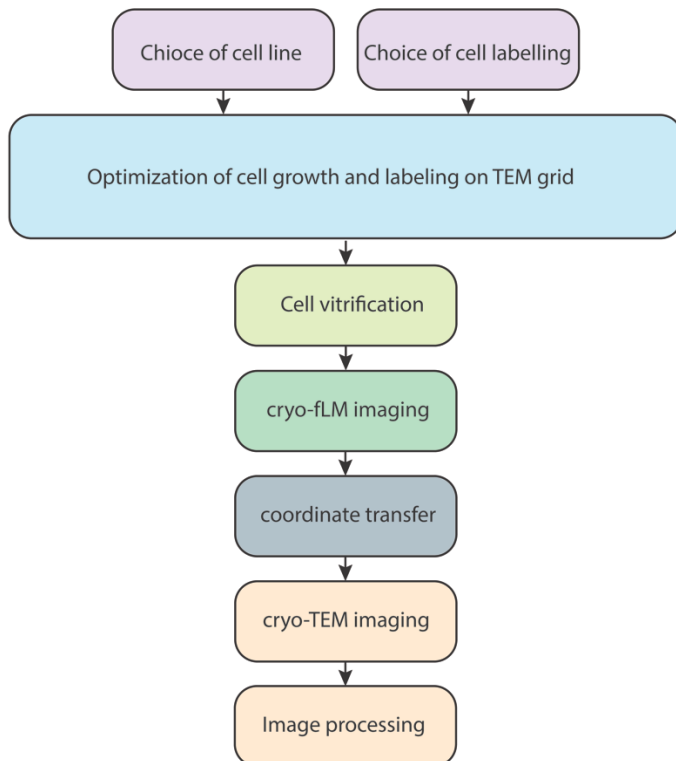 Chioce of cell line
Choice of cell labelling
Optimization of cell growth and labeling on TEM grid
Cell vitrification
cryo-fLM imaging
coordinate transfer
cryo-TEM imaging
Image processing